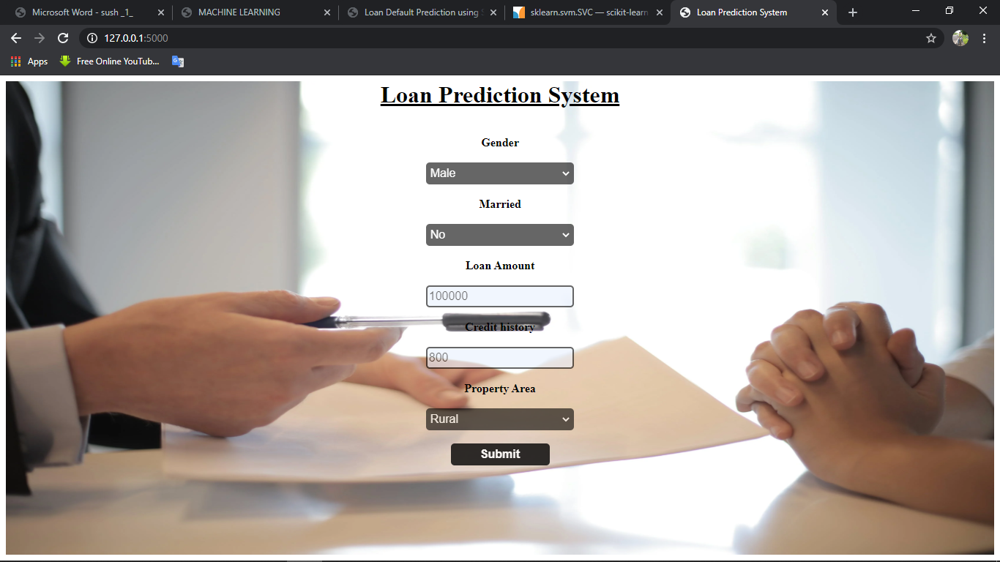 Microsoft Word - sush _1_
MACHINE LEARNING
Loan Default Prediction using
sklearn.svm.SVC — scikit-learn
Loan Prediction System
127.0.0.1:5000
Apps
Free Online YouTub...
Loan Prediction System
Gender
Male
Married
No
Loan Amount
100000
Credit history
800
Property Area
Rural
Submit